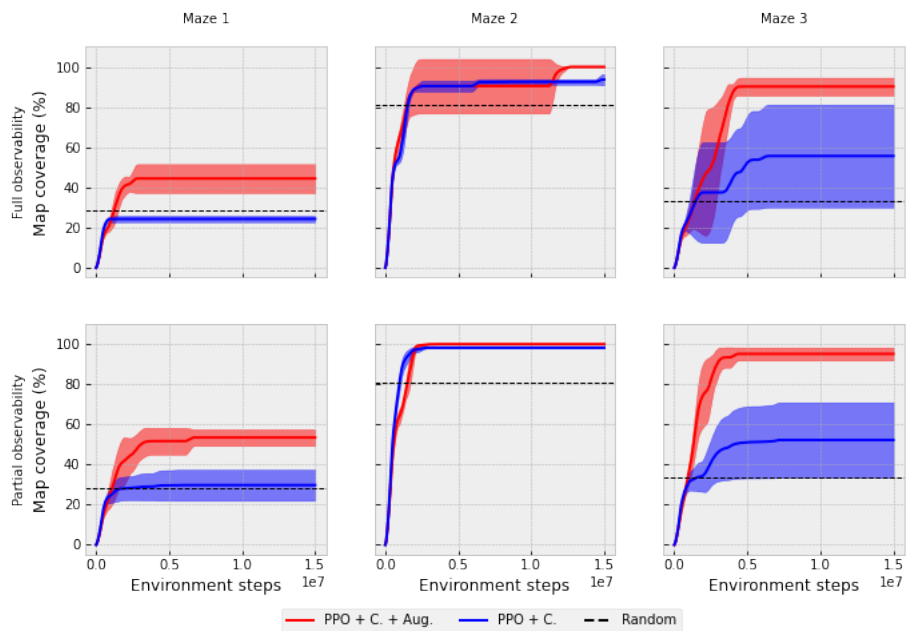 Maze 1
Maze 2
Maze 3
Full observability
Map coverage (%)
100
80
60
40
20
0
Partial observability
Map coverage (%)
100
80
60
40
20
0
0.0 0.5 1.0 1.5
1e7
Environment steps
0.0 0.5 1.0 1.5
1e7
Environment steps
0.0 0.5 1.0 1.5
1e7
Environment steps
PPO + C. + Aug. PPO + C. Random